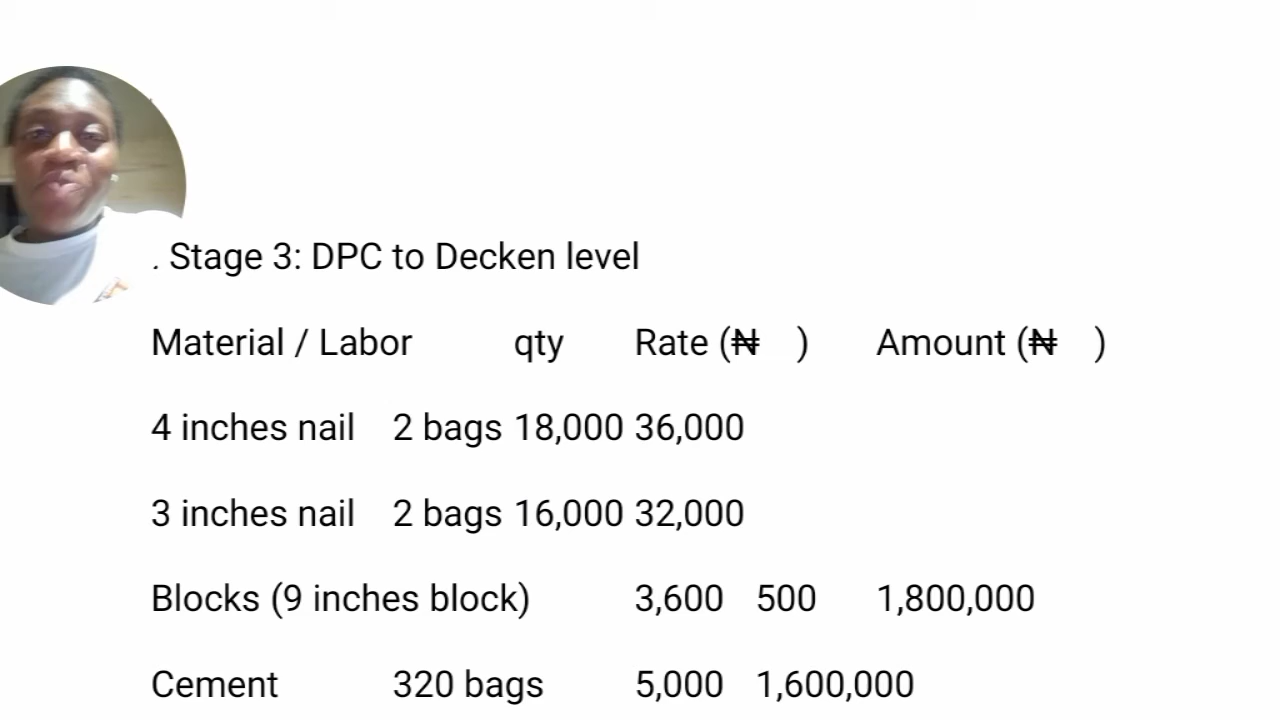 . Stage 3: DPC to Decken level
Material / Labor qty Rate (₦ ) Amount (₦ )
4 inches nail 2 bags 18,000 36,000
3 inches nail 2 bags 16,000 32,000
Blocks (9 inches block) 3,600 500 1,800,000
Cement 320 bags 5,000 1,600,000